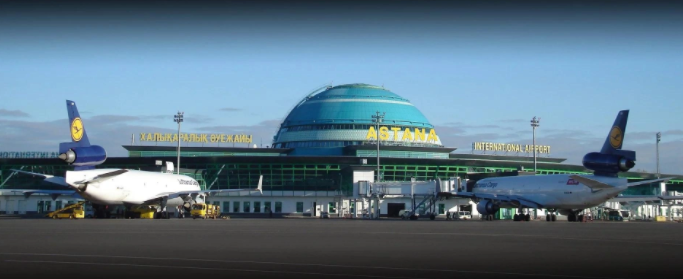 ХАЛЫҚАРАЛЫҚ ӘУЕЖАЙЫ
ASTANA
INTERNATIONAL AIRPORT